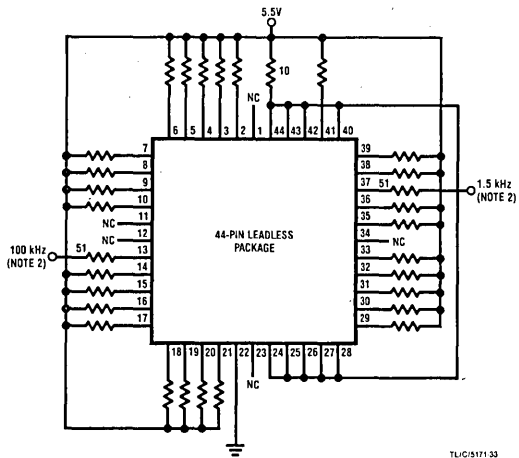 5.5V
10
NC
6 5 4 3 2 1 44 43 42 41 40
7
8
9
10
NC 11
NC 12
100 kHz
(NOTE 2)
51
13
14
15
16
17
44-PIN LEADLESS
PACKAGE
39
38
37 51
1.5 kHz
(NOTE 2)
36
35
34 NC
33
32
31
30
29
18 19 20 21 22 23 24 25 26 27 28
NC
TL/C/5171-33